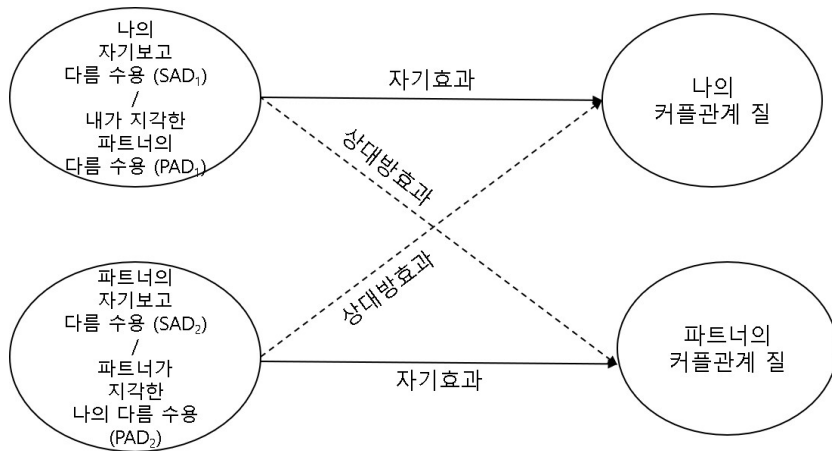 나의
자기보고
다름 수용 (SAD₁)
/
내가 지각한
파트너의
다름 수용 (PAD₁)
자기효과
나의
커플관계 질
상대방효과
상대방효과
파트너의
자기보고
다름 수용 (SAD₂)
/
파트너가
지각한
나의 다름 수용
(PAD₂)
자기효과
파트너의
커플관계 질